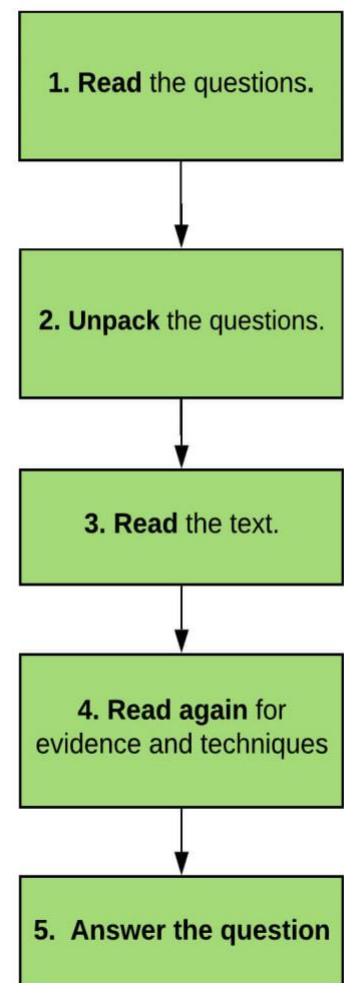 1. Read the questions.
2. Unpack the questions.
3. Read the text.
4. Read again for
evidence and techniques
5. Answer the question